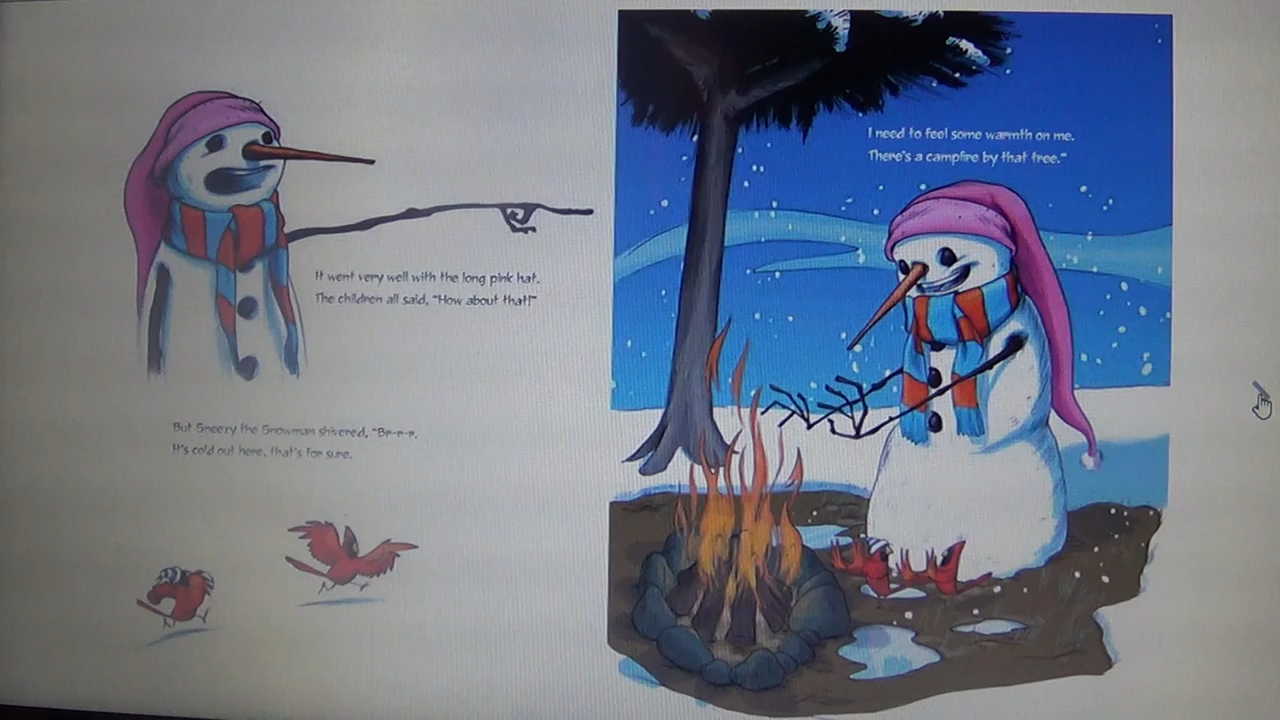 It went very well with the long pink hat.
The children all said, "How about that!"
But Sneezy the Snowman shivered, "Br-r-r.
It's cold out here, that's for sure.
I need to feel some warmth on me.
There's a campfire by that tree."